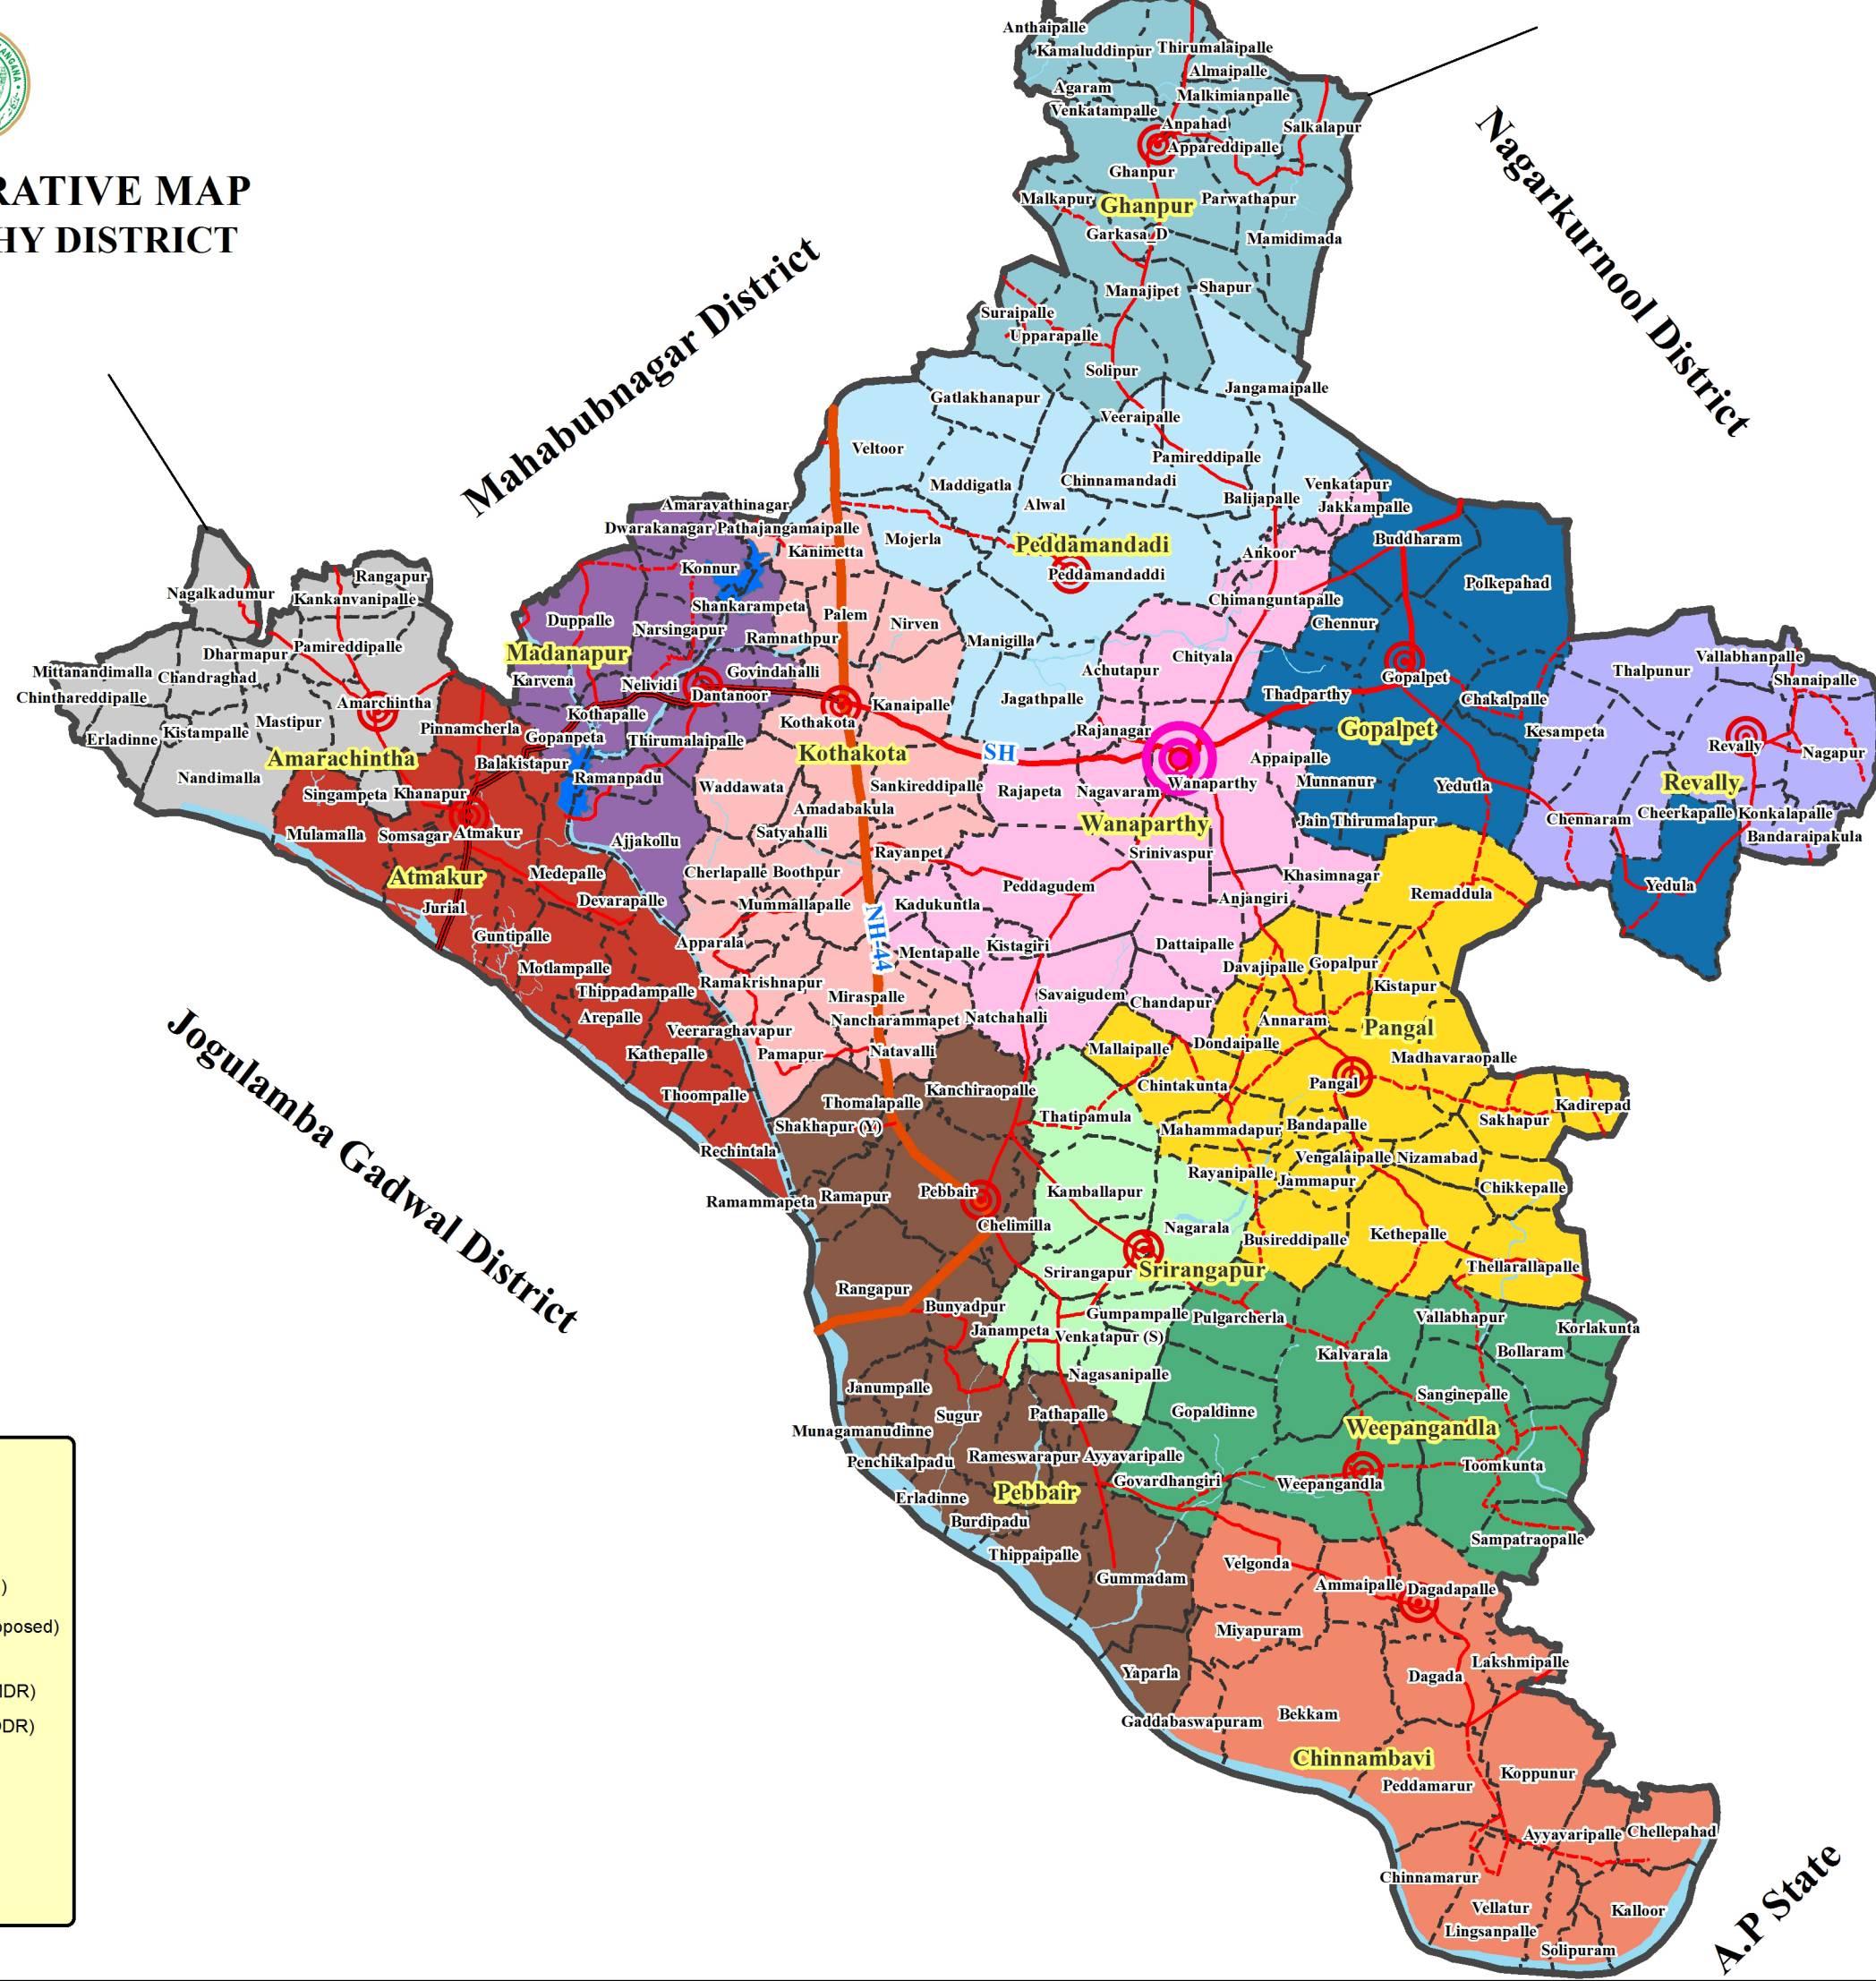 ANGANA
RATIVE MAP
HY DISTRICT
Mahabubnagar District
Nagarkurnool District
Jogulamba Gadwal District
A.P State
Anthaipalle
Kamaluddinpur
Thirumalaipalle
Almaipalle
Agaram
Malkimianpalle
Venkatampalle
Anpahad
Salkalapur
Appareddipalle
Ghanpur
Malkapur
Ghanpur
Parwathapur
Garkasa_D
Mamidimada
Manajipet
Shapur
Suraipalle
Upparapalle
Solipur
Jangamaipalle
Gatlakhanapur
Veeraipalle
Veltoor
Pamireddipalle
Maddigatla
Chinnamandadi
Alwal
Balijapalle
Venkatapur
Jakkampalle
Mojerla
Peddamandadi
Peddamandaddi
Ankoor
Buddharam
Polkepahad
Chimanguntapalle
Chennur
Manigilla
Jagathpalle
Achutapur
Chityala
Gopalpet
Thadparthy
Chakalpalle
Gopalpet
Kesampeta
Thalpunur
Vallabhanpalle
Shanaipalle
Revally
Nagapur
Revally
Cheerkapalle
Konkalapalle
Bandaraipakula
Chennaram
Yedula
Yedutla
Munnanur
Jain Thirumalapur
Amaravathinagar
Dwarakanagar
Pathajangamaipalle
Kanimetta
Konnur
Shankarampeta
Palem
Nirven
Duppalle
Narsingapur
Ramnathpur
Madanapur
Govindahalli
Karvena
Nelividi
Dantanoor
Kothapalle
Gopanpeta
Thirumalaipalle
Ramanpadu
Ajjakollu
Kothakota
Kanaipalle
Kothakota
SH
NH-44
Nagalkadumur
Rangapur
Kankanvanipalle
Dharmapur
Pamireddipalle
Mittanandimalla
Chandraghad
Chinthareddipalle
Amarchintha
Mastipur
Kistampalle
Erladinne
Amarachintha
Nandimalla
Pinnamcherla
Balakistapur
Singampeta
Khanapur
Mulamalla
Somsagar
Atmakur
Atmakur
Medepalle
Devarapalle
Jurial
Guntipalle
Motlampalle
Thippadampalle
Arepalle
Veeraraghavapur
Kathepalle
Thoompalle
Rechintala
Ramammapeta
Waddawata
Sankireddipalle
Amadabakula
Satyahalli
Rayanpet
Cherlapalle
Boothpur
Mummallapalle
Apparala
Ramakrishnapur
Miraspalle
Nancharammapet
Pamapur
Natavalli
Rajanagar
Appaipalle
Wanaparthy
Rajapeta
Nagavaram
Wanaparthy
Srinivaspur
Peddagudem
Khasimnagar
Anjangiri
Kadukuntla
Mentapalle
Kistagiri
Dattaipalle
Savaigudem
Chandapur
Natchahalli
Remaddula
Davajipalle
Gopalpur
Kistapur
Annaram
Pangal
Mallaipalle
Dondaipalle
Madhavaraopalle
Chintakunta
Pangal
Kadirepad
Sakhapur
Mahammadapur
Bandapalle
Vengalaipalle
Nizamabad
Rayanipalle
Jammapur
Chikkepalle
Busireddipalle
Kethepalle
Thellarallapalle
Thomalapalle
Kanchiraopalle
Shakhapur (Y)
Thatipamula
Ramapur
Pebbair
Kamballapur
Chelimilla
Nagarala
Srirangapur
Srirangapur
Rangapur
Bunyadpur
Gumpampalle
Janampeta
Venkatapur (S)
Nagasanipalle
Janumpalle
Sugur
Pathapalle
Munagamanudinne
Penchikalpadu
Rameswarapur
Ayyavaripalle
Pebbair
Erladinne
Burdipadu
Thippaipalle
Gummadam
Yaparla
Pulgarcherla
Vallabhapur
Korlakunta
Kalvarala
Bollaram
Sanginepalle
Gopaldinne
Weepangandla
Toomkunta
Govardhangiri
Weepangandla
Sampatraopalle
Velgonda
Ammaipalle
Dagadapalle
Miyapuram
Lakshmipalle
Dagada
Gaddabaswapuram
Bekkam
Chinnambavi
Peddamarur
Koppunur
Ayyavaripalle
Chellepahad
Chinnamarur
Vellatur
Kalloor
Lingsanpalle
Solipuram
)
posed)
DR)
DR)